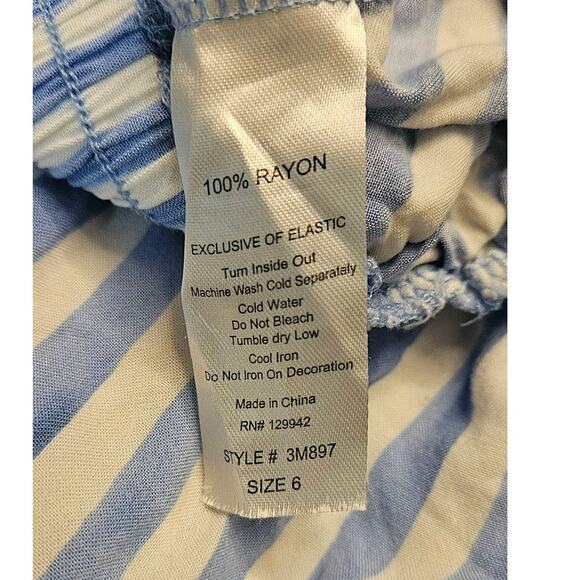 100% RAYON
EXCLUSIVE OF ELASTIC
Turn Inside Out
Machine Wash Cold Separately
Cold Water
Do Not Bleach
Tumble dry Low
Cool Iron
Do Not Iron On Decoration
Made in China
RN# 129942
STYLE # 3M897
SIZE 6